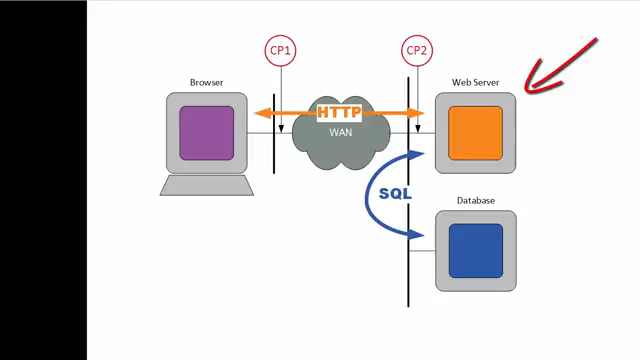 CP1
CP2
Browser
Web Server
HTTP
WAN
SQL
Database